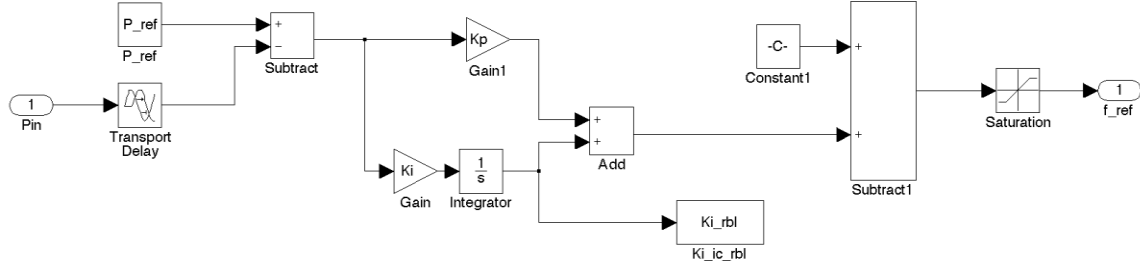 P_ref
P_ref
+
−
Subtract
1
Pin
Transport
Delay
Kp
Gain1
Ki
Gain
1
s
Integrator
+
+
Add
Ki_rbl
Ki_ic_rbl
-C-
Constant1
+
+
Subtract1
Saturation
1
f_ref